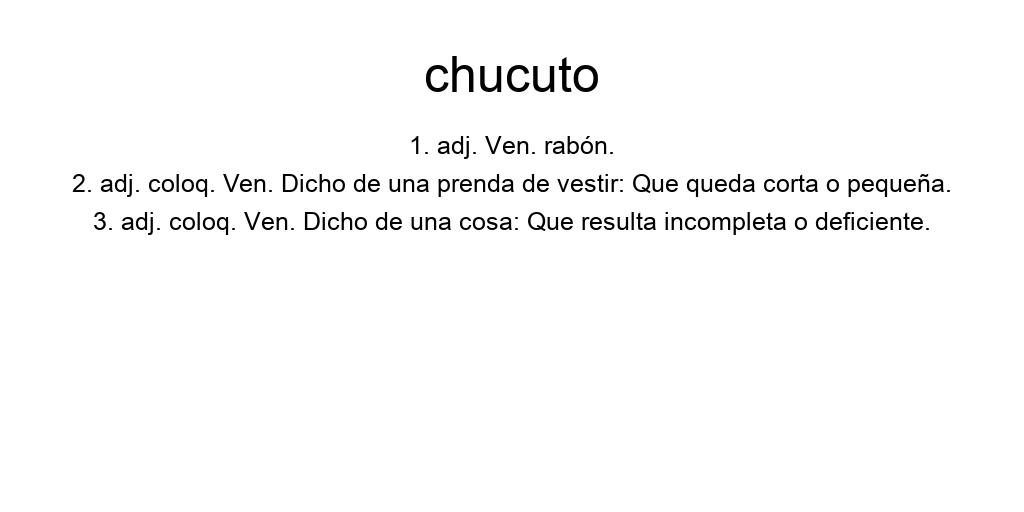 chucuto
1. adj. Ven. rabón.
2. adj. coloq. Ven. Dicho de una prenda de vestir: Que queda corta o pequeña.
3. adj. coloq. Ven. Dicho de una cosa: Que resulta incompleta o deficiente.